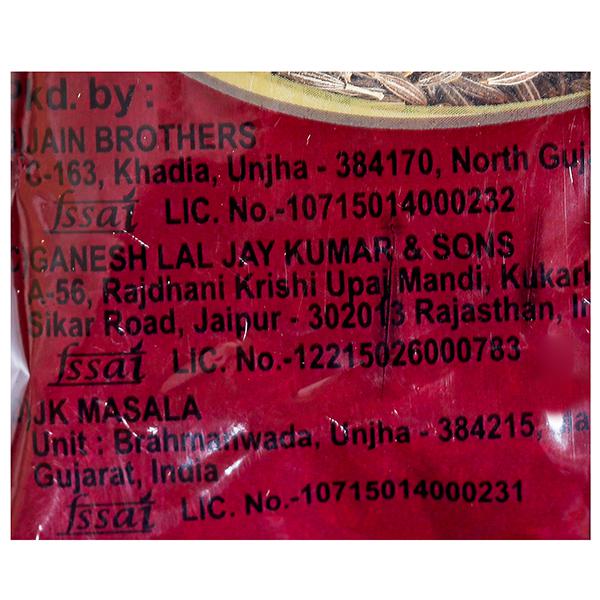 Pkd. by :
JAIN BROTHERS
C-163, Khadia, Unjha - 384170, North Guj
fssai LIC. No.-10715014000232
GANESH LAL JAY KUMAR & SONS
A-56, Rajdhani Krishi Upaj Mandi, Kukark
Sikar Road, Jaipur - 302013 Rajasthan, In
fssai LIC. No.-12215026000783
JK MASALA
Unit : Brahmanwada, Unjha - 384215,
Gujarat, India
fssai LIC. No.-10715014000231